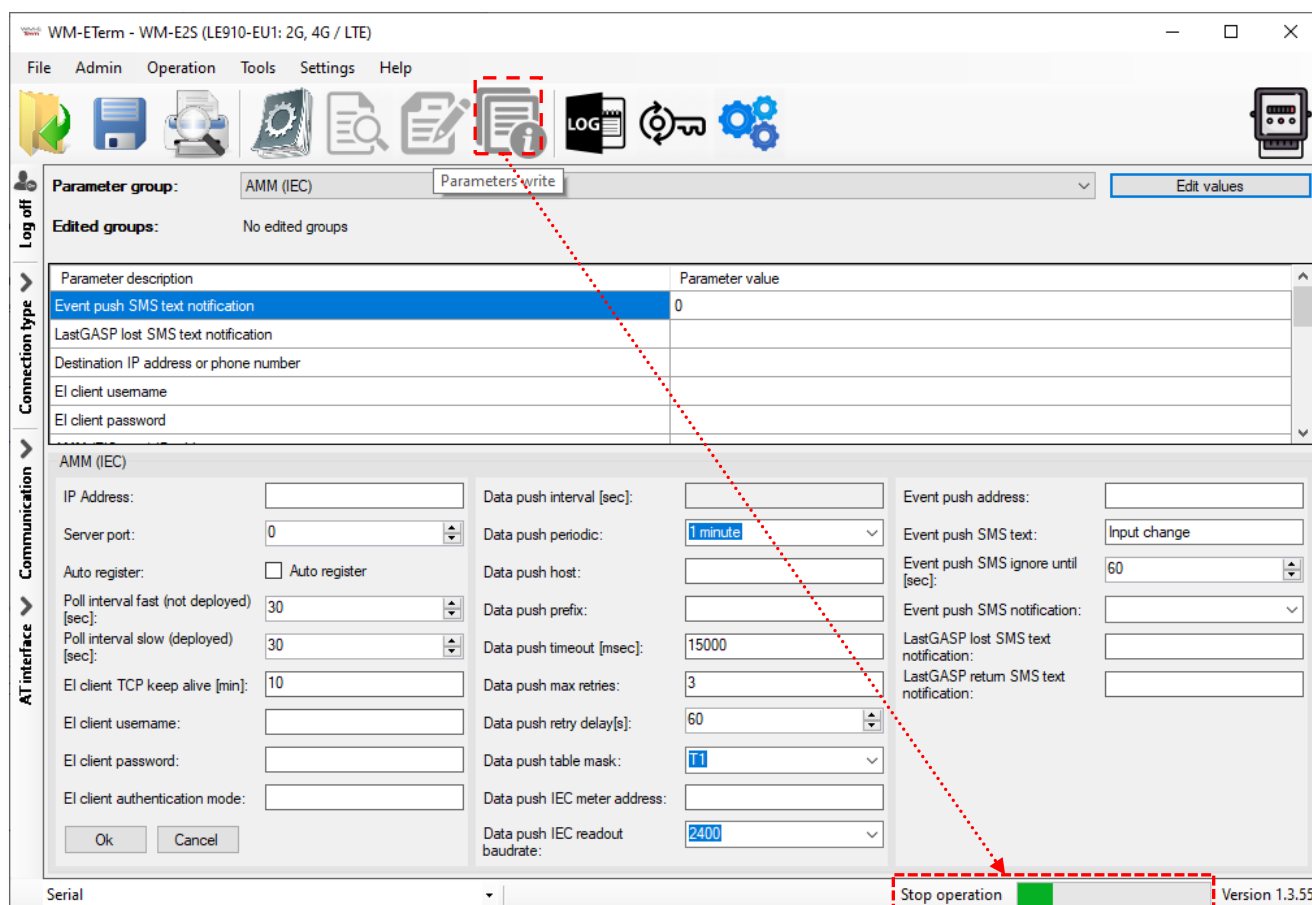 WM-ETerm - WM-E2S (LE910-EU1: 2G, 4G / LTE)
File Admin Operation Tools Settings Help
LOG
Parameters write
Log off
Connection type
Communication
AT interface
Parameter group: AMM (IEC) Edit values
Edited groups: No edited groups
Parameter description Parameter value
Event push SMS text notification 0
LastGASP lost SMS text notification
Destination IP address or phone number
EI client username
EI client password
AMM (IEC)
IP Address:
Server port: 0
Auto register: Auto register
Poll interval fast (not deployed)
[sec]: 30
Poll interval slow (deployed)
[sec]: 30
EI client TCP keep alive [min]: 10
EI client username:
EI client password:
EI client authentication mode:
Ok Cancel
Data push interval [sec]:
Data push periodic: 1 minute
Data push host:
Data push prefix:
Data push timeout [msec]: 15000
Data push max retries: 3
Data push retry delay[s]: 60
Data push table mask: T1
Data push IEC meter address:
Data push IEC readout
baudrate: 2400
Event push address:
Event push SMS text: Input change
Event push SMS ignore until
[sec]: 60
Event push SMS notification:
LastGASP lost SMS text
notification:
LastGASP return SMS text
notification:
Serial Stop operation Version 1.3.55